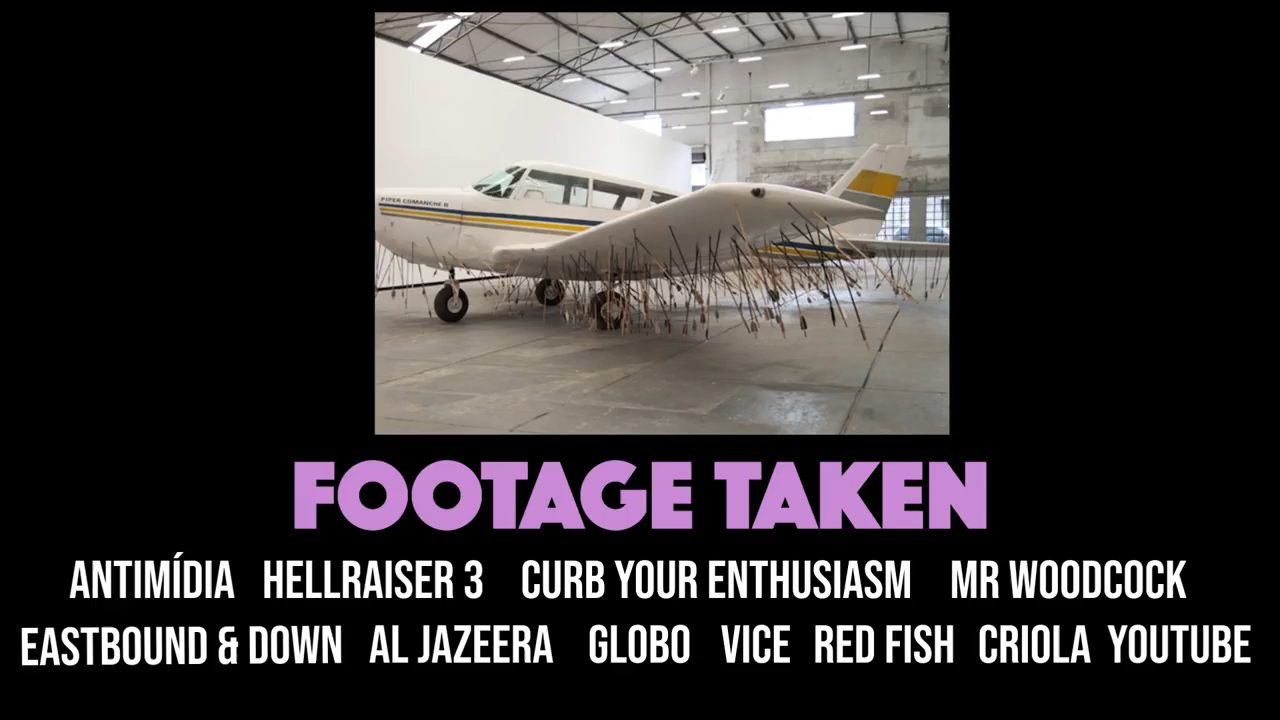 PIPER COMANCHE II
FOOTAGE TAKEN
ANTIMÍDIA HELLRAISER 3 CURB YOUR ENTHUSIASM MR WOODCOCK
EASTBOUND & DOWN AL JAZEERA GLOBO VICE RED FISH CRIOLA YOUTUBE